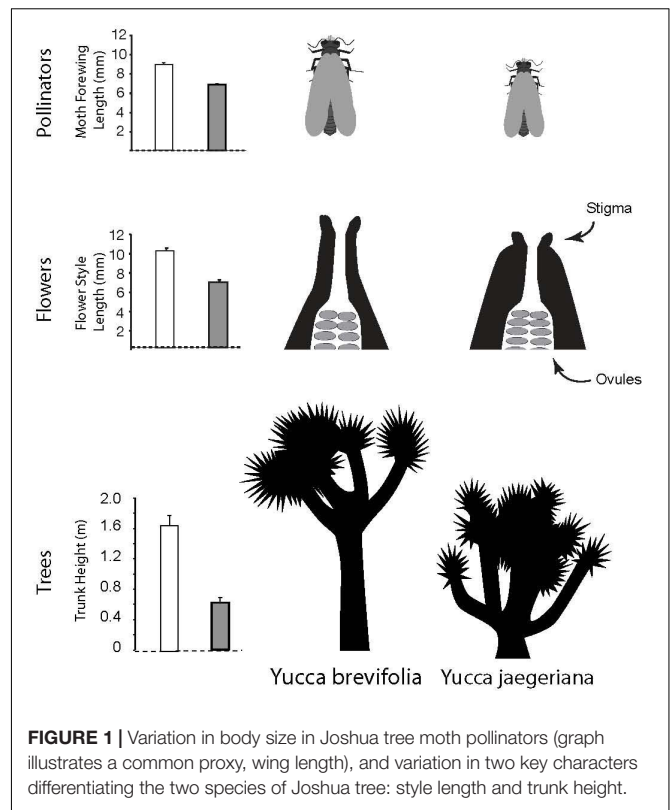 Pollinators
Moth Forewing
Length (mm)
12
10
8
6
4
2
Flowers
Flower Style
Length (mm)
12
10
8
6
4
2
Stigma
Ovules
Trees
Trunk Height (m)
2.0
1.6
1.2
0.8
0.4
0
Yucca brevifolia
Yucca jaegeriana
FIGURE 1 | Variation in body size in Joshua tree moth pollinators (graph
illustrates a common proxy, wing length), and variation in two key characters
differentiating the two species of Joshua tree: style length and trunk height.